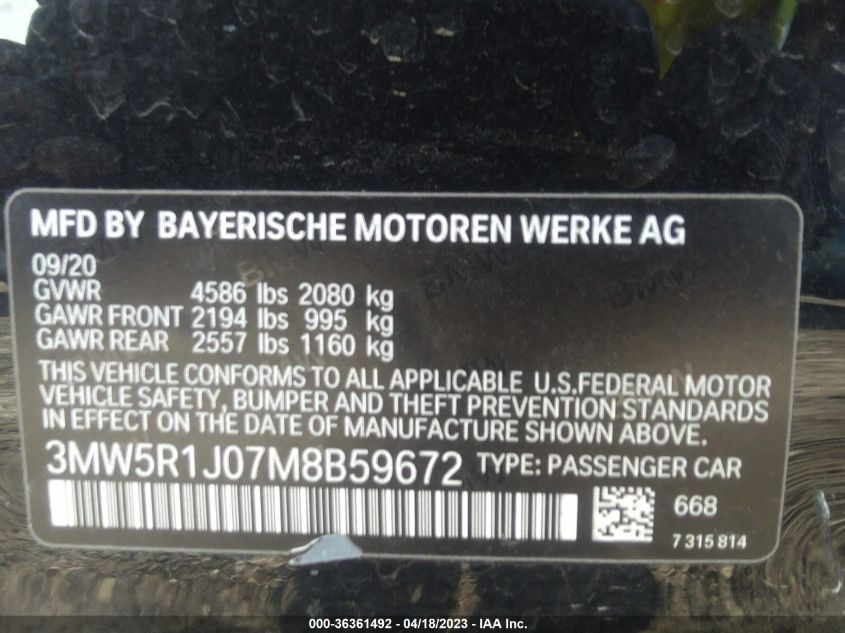 MFD BY BAYERISCHE MOTOREN WERKE AG
09/20
GVWR 4586 lbs 2080 kg
GAWR FRONT 2194 lbs 995 kg
GAWR REAR 2557 lbs 1160 kg
THIS VEHICLE CONFORMS TO ALL APPLICABLE U.S.FEDERAL MOTOR
VEHICLE SAFETY, BUMPER AND THEFT PREVENTION STANDARDS
IN EFFECT ON THE DATE OF MANUFACTURE SHOWN ABOVE.
3MW5R1J07M8B59672 TYPE: PASSENGER CAR
668
7 315 814
000-36361492 - 04/18/2023 - IAA Inc.